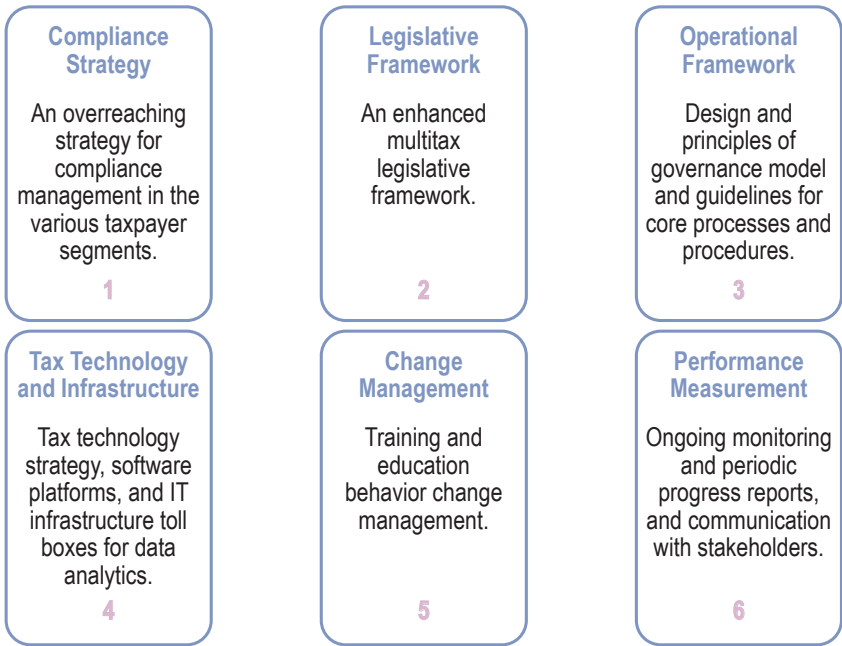 Compliance
Strategy
An overreaching
strategy for
compliance
management in the
various taxpayer
segments.
1
Legislative
Framework
An enhanced
multitax
legislative
framework.
2
Operational
Framework
Design and
principles of
governance model
and guidelines for
core processes and
procedures.
3
Tax Technology
and Infrastructure
Tax technology
strategy, software
platforms, and IT
infrastructure toll
boxes for data
analytics.
4
Change
Management
Training and
education
behavior change
management.
5
Performance
Measurement
Ongoing monitoring
and periodic
progress reports,
and communication
with stakeholders.
6